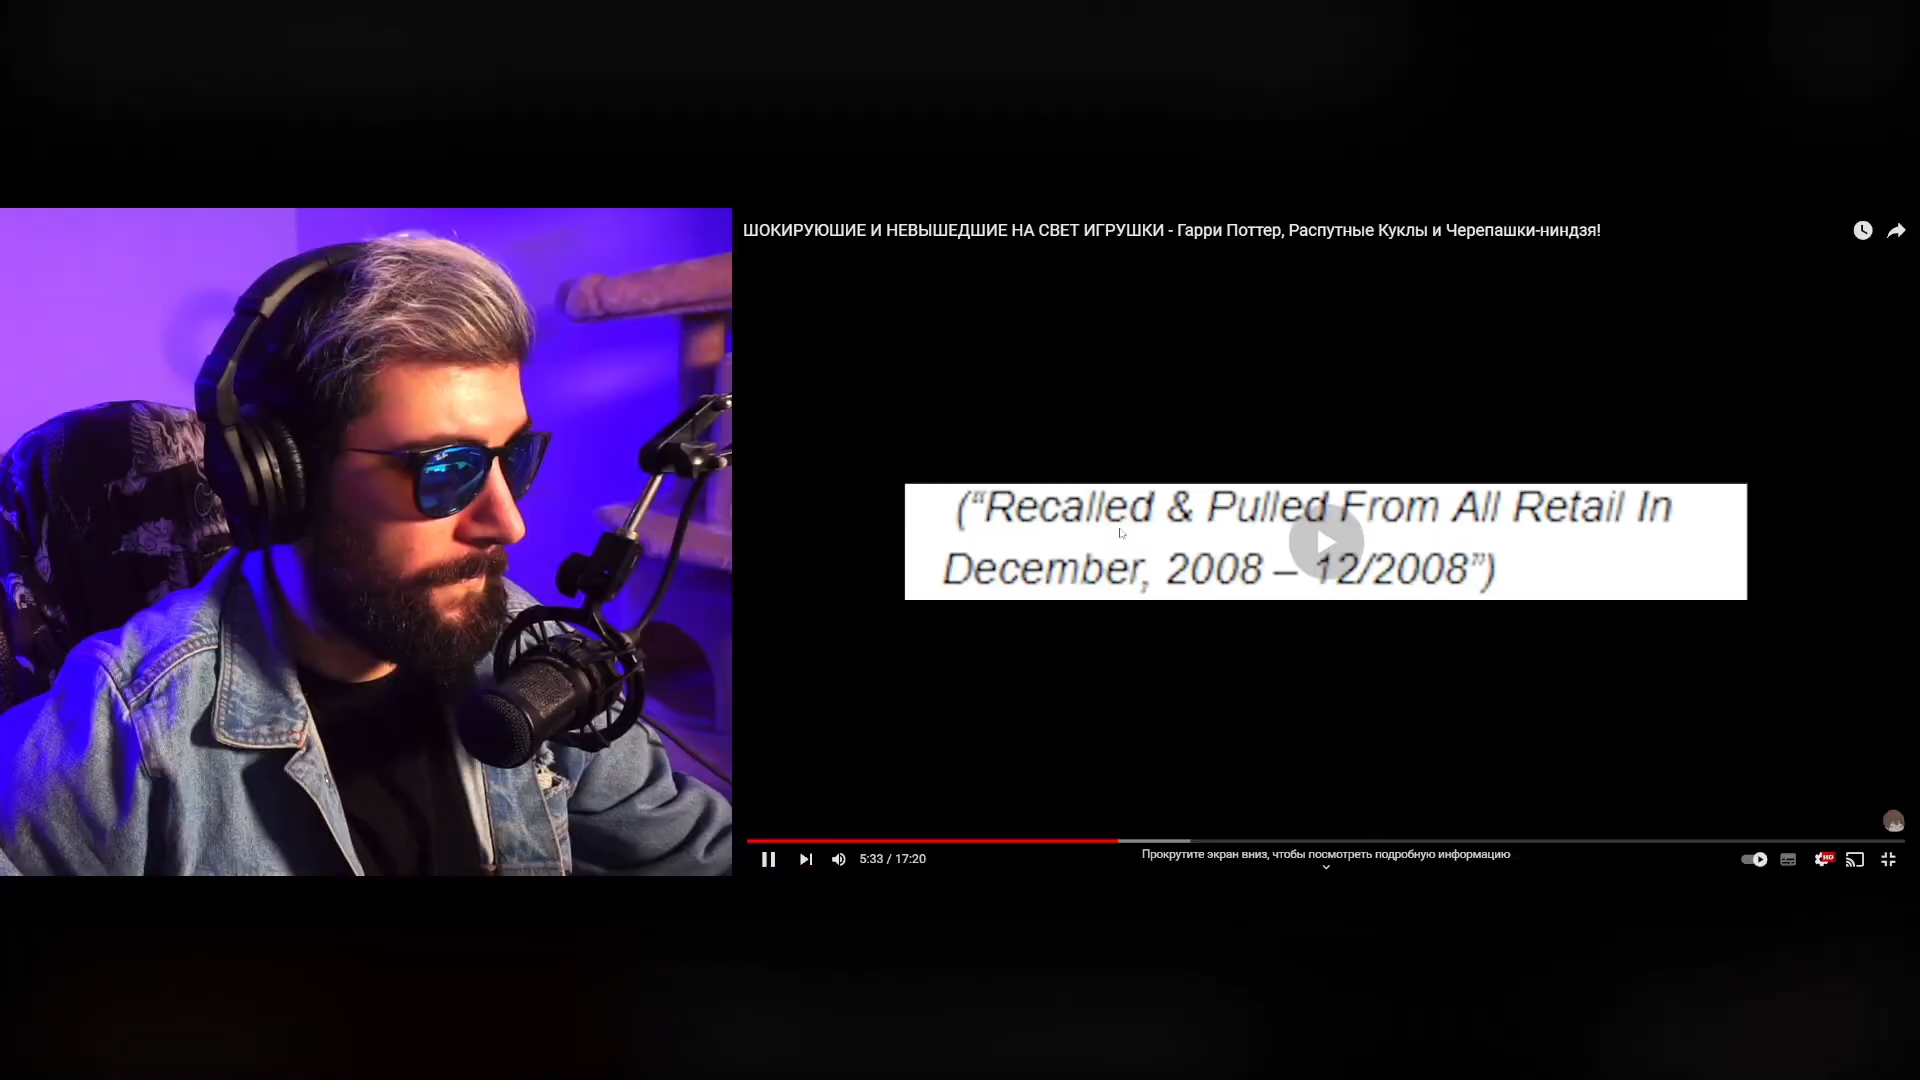 ШОКИРУЮШИЕ И НЕВЫШЕДШИЕ НА СВЕТ ИГРУШКИ - Гарри Поттер, Распутные Куклы и Черепашки-ниндзя!
(“Recalled & Pulled From All Retail In
December, 2008 – 12/2008”)
5:33 / 17:20
Прокрутите экран вниз, чтобы посмотреть подробную информацию
HD